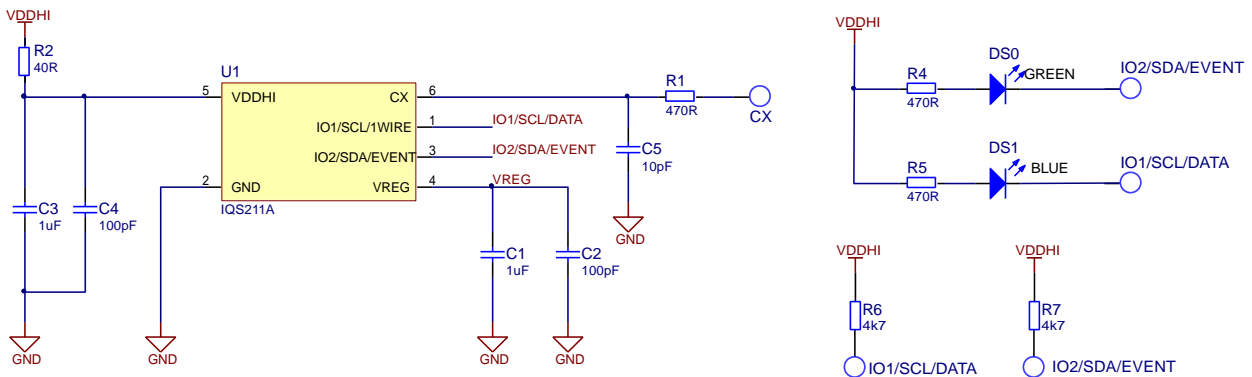 VDDHI
R2
40R
C3
1uF
C4
100pF
GND
GND
U1
5 VDDHI
CX 6
IO1/SCL/1WIRE 1
IO2/SDA/EVENT 3
2 GND
VREG 4
IQS211A
IO1/SCL/DATA
IO2/SDA/EVENT
VREG
C1
1uF
C2
100pF
GND
GND
R1
470R
CX
C5
10pF
GND
VDDHI
R4
470R
DS0
GREEN
IO2/SDA/EVENT
R5
470R
DS1
BLUE
IO1/SCL/DATA
VDDHI
R6
4k7
IO1/SCL/DATA
VDDHI
R7
4k7
IO2/SDA/EVENT